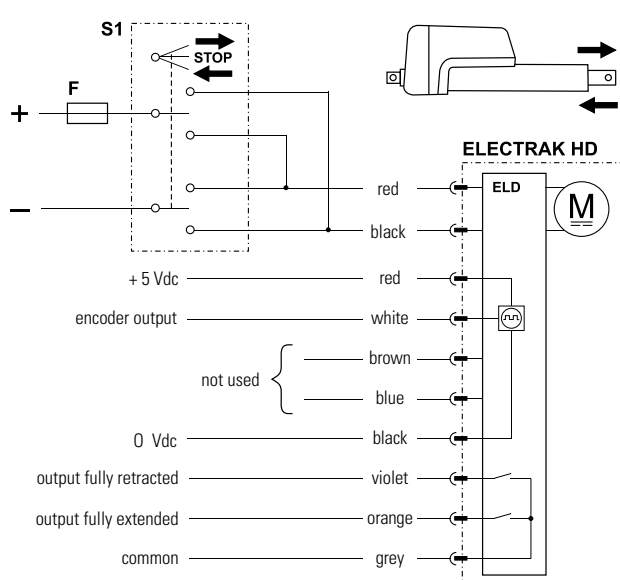 S1
STOP
F
+
–
ELECTRAK HD
ELD
M
red
black
+ 5 Vdc red
encoder output white
not used
brown
blue
0 Vdc black
output fully retracted violet
output fully extended orange
common grey